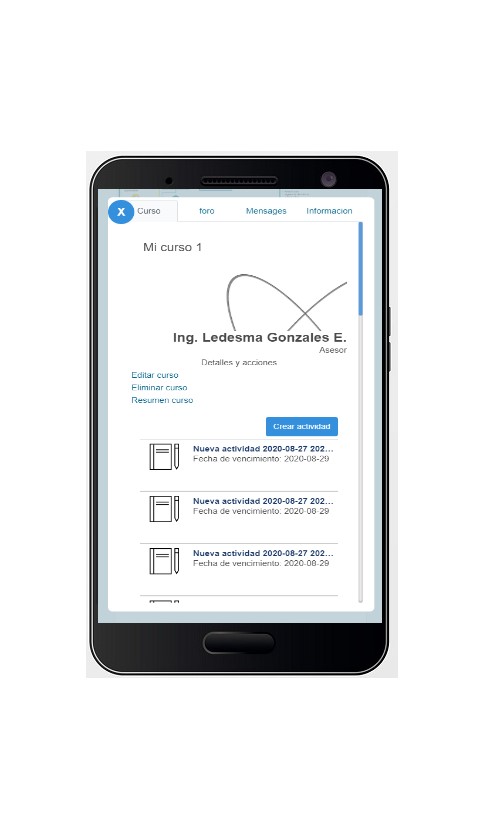 X
Curso
foro
Mensages
Informacion
Mi curso 1
Ing. Ledesma Gonzales E.
Asesor
Detalles y acciones
Editar curso
Eliminar curso
Resumen curso
Crear actividad
Nueva actividad 2020-08-27 202...
Fecha de vencimiento: 2020-08-29
Nueva actividad 2020-08-27 202...
Fecha de vencimiento: 2020-08-29
Nueva actividad 2020-08-27 202...
Fecha de vencimiento: 2020-08-29